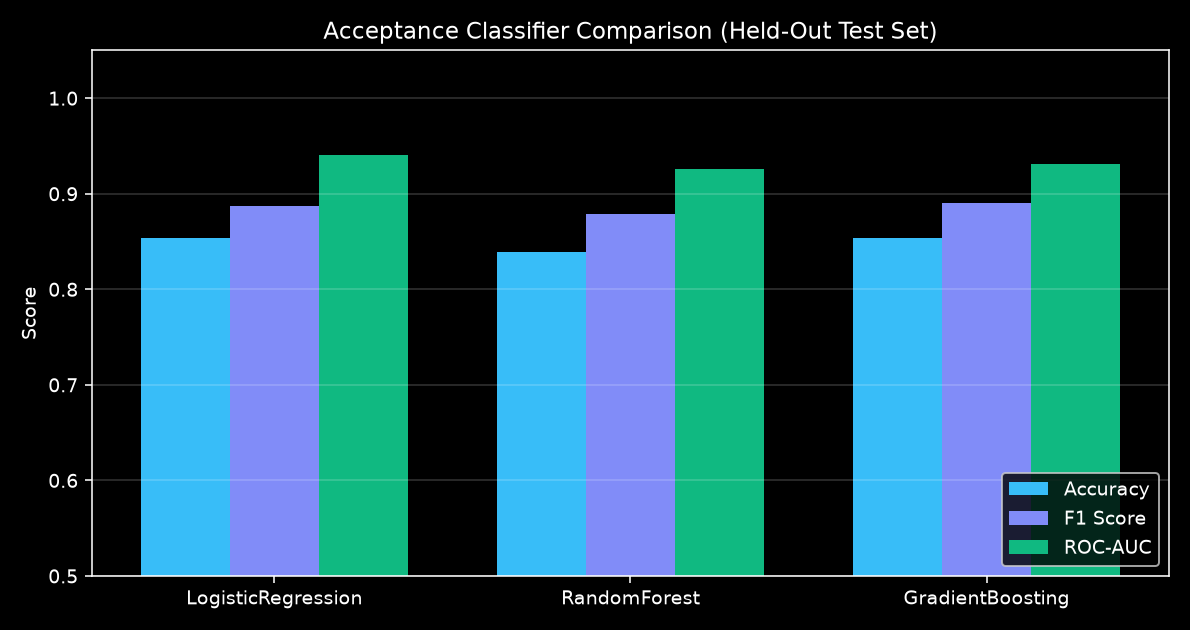 Acceptance Classifier Comparison (Held-Out Test Set)
Score
1.0
0.9
0.8
0.7
0.6
0.5
LogisticRegression
RandomForest
GradientBoosting
Accuracy
F1 Score
ROC-AUC